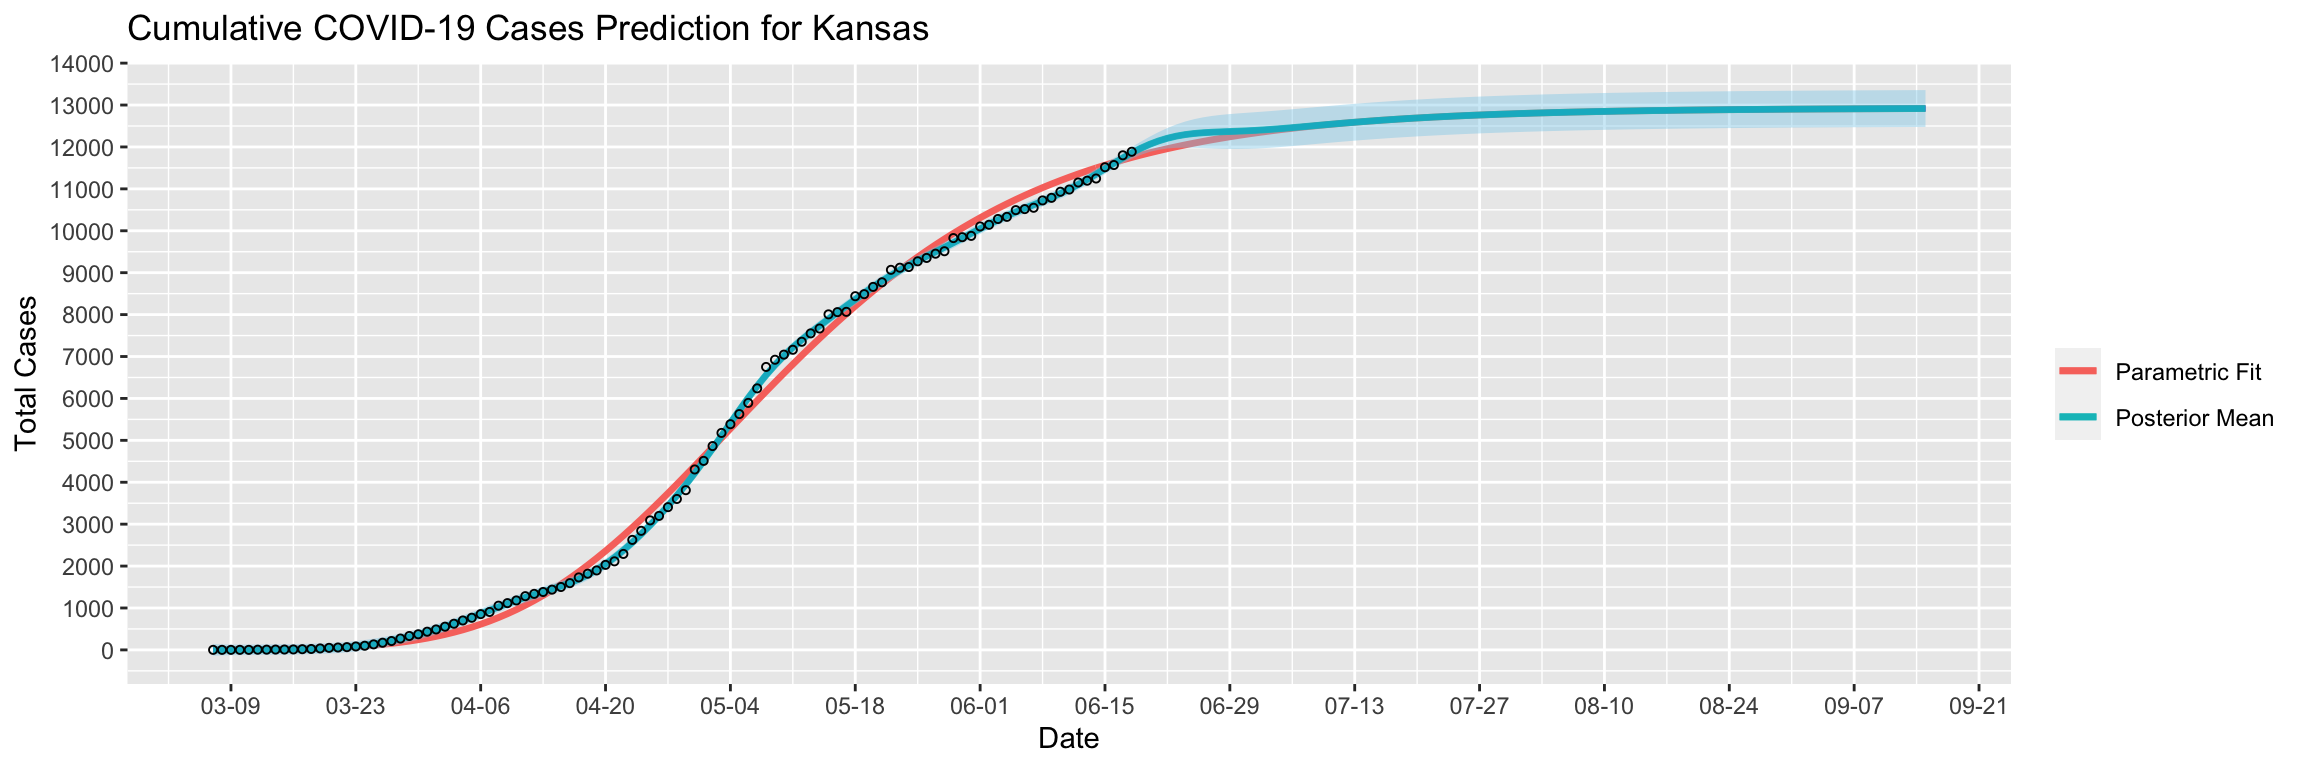 Cumulative COVID-19 Cases Prediction for Kansas
14000
13000
12000
11000
10000
9000
8000
7000
6000
5000
4000
3000
2000
1000
0
Total Cases
03-09 03-23 04-06 04-20 05-04 05-18 06-01 06-15 06-29 07-13 07-27 08-10 08-24 09-07 09-21
Date
Parametric Fit
Posterior Mean